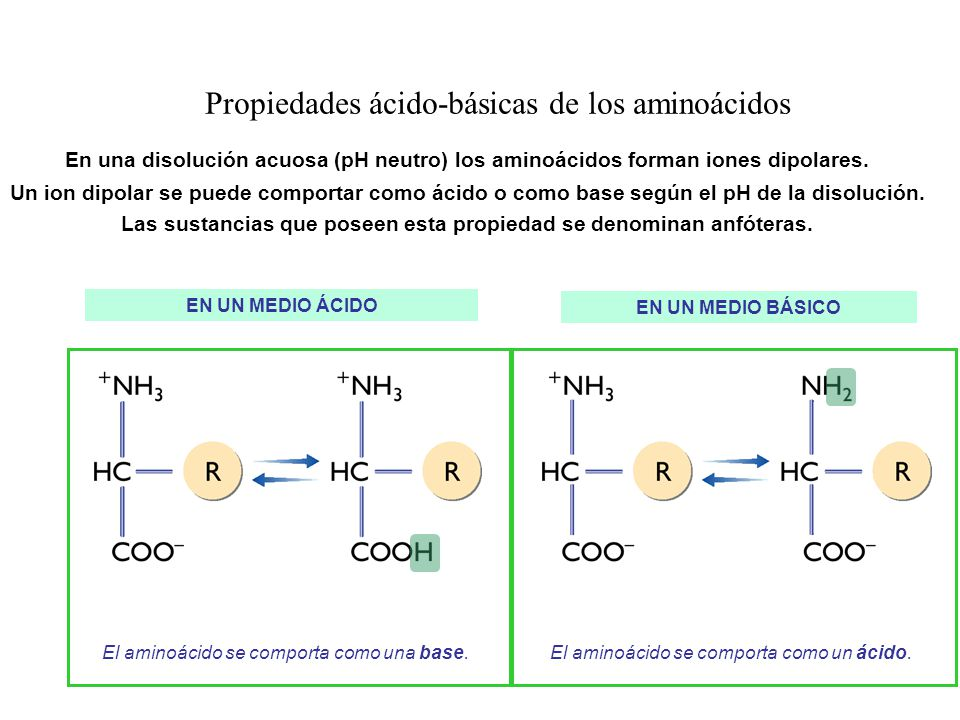 Propiedades ácido-básicas de los aminoácidos
En una disolución acuosa (pH neutro) los aminoácidos forman iones dipolares.
Un ion dipolar se puede comportar como ácido o como base según el pH de la disolución.
Las sustancias que poseen esta propiedad se denominan anfóteras.
EN UN MEDIO ÁCIDO
⁺NH₃
HC
R
COO⁻
⁺NH₃
HC
R
COOH
El aminoácido se comporta como una base.
EN UN MEDIO BÁSICO
⁺NH₃
HC
R
COO⁻
NH₂
HC
R
COO⁻
El aminoácido se comporta como un ácido.